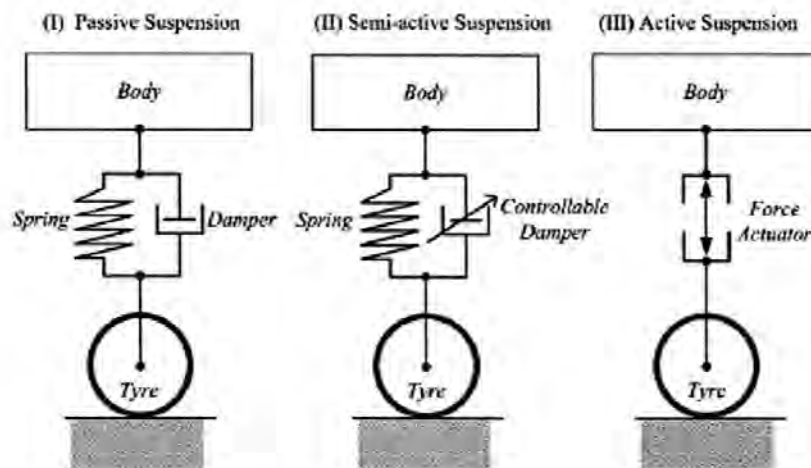 (I) Passive Suspension
(II) Semi-active Suspension
(III) Active Suspension
Body
Body
Body
Spring
Damper
Spring
Controllable
Damper
Force
Actuator
Tyre
Tyre
Tyre